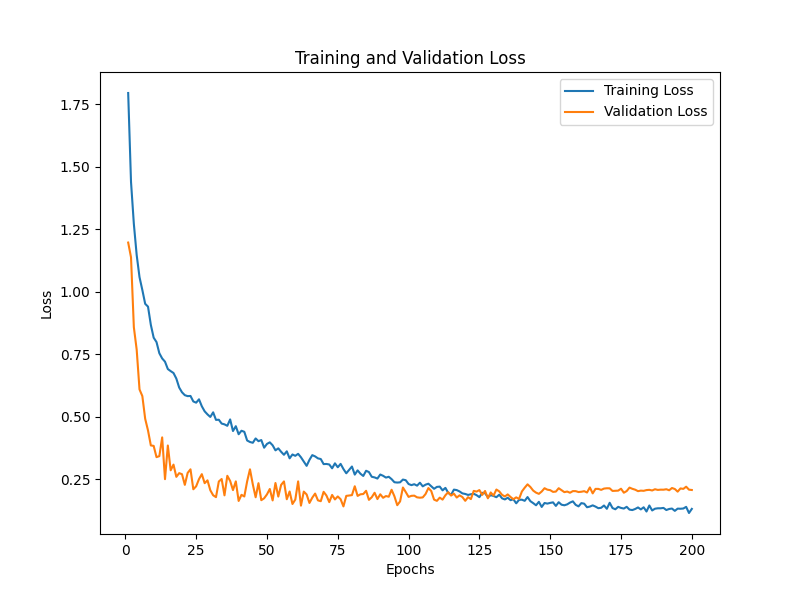 Training and Validation Loss
Training Loss
Validation Loss
1.75
1.50
1.25
1.00
0.75
0.50
0.25
Loss
0 25 50 75 100 125 150 175 200
Epochs